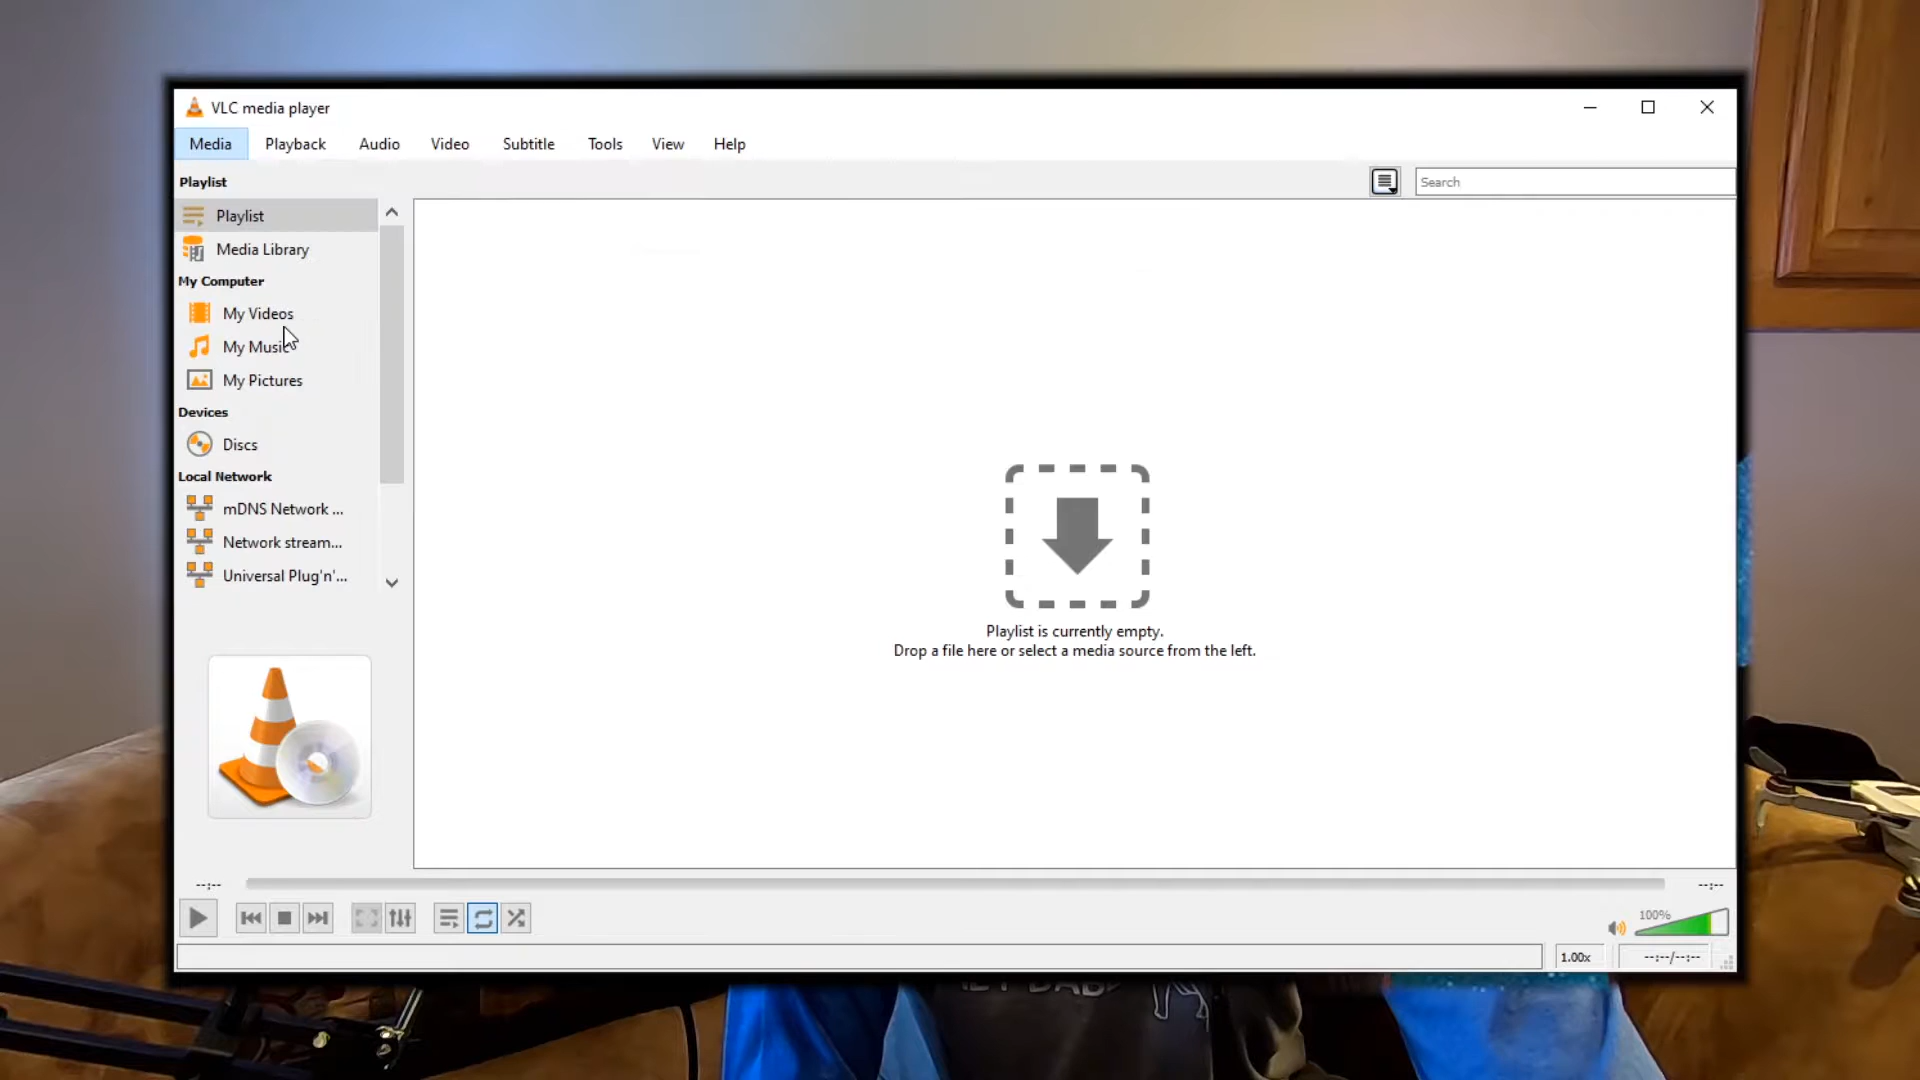 VLC media player
Media Playback Audio Video Subtitle Tools View Help
Playlist
Search
Playlist
Media Library
My Computer
My Videos
My Music
My Pictures
Devices
Discs
Local Network
mDNS Network ...
Network stream...
Universal Plug'n'...
Playlist is currently empty.
Drop a file here or select a media source from the left.
--:--
--:--
100%
1.00x
--:--/--:--